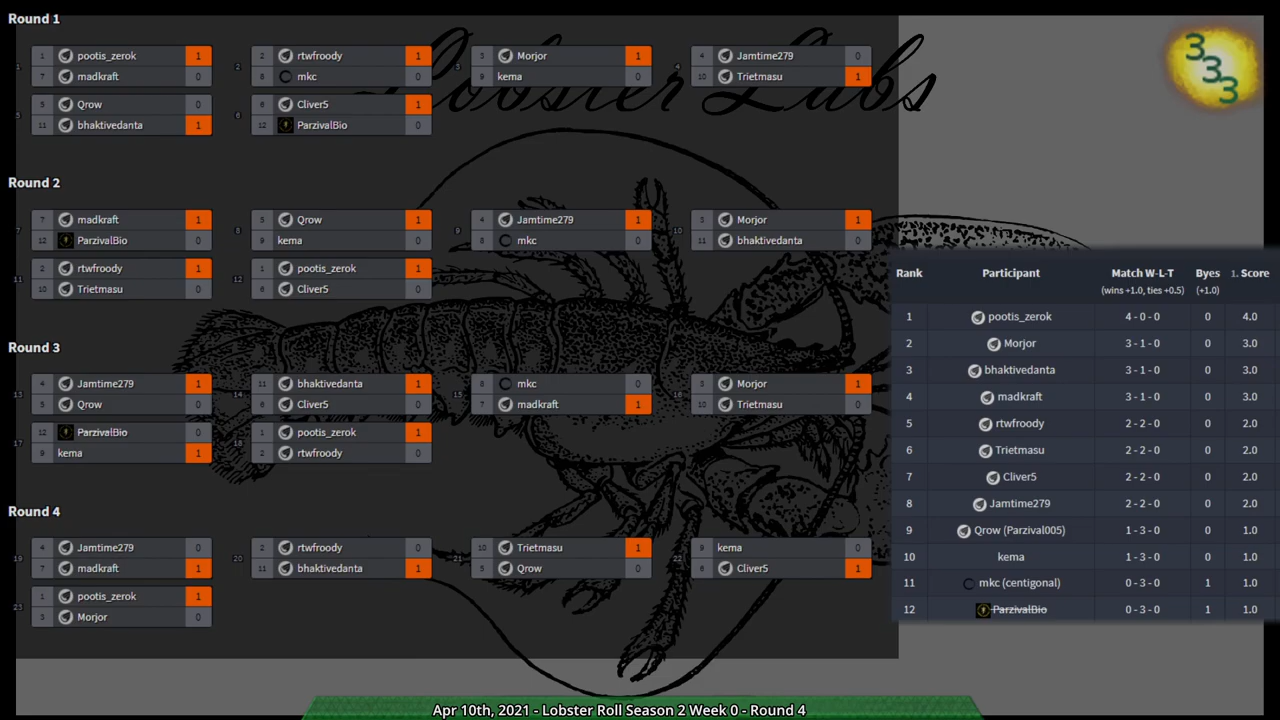 Lobster Labs
3
3
3
Round 1
1 pootis_zerok 1
7 madkraft 0
2 rtwfroody 1
8 mkc 0
3 Morjor 1
9 kema 0
4 Jamtime279 0
10 Trietmasu 1
5 Qrow 0
11 bhaktivedanta 1
6 Cliver5 1
12 ParzivalBio 0
Round 2
7 madkraft 1
12 ParzivalBio 0
5 Qrow 1
9 kema 0
4 Jamtime279 1
8 mkc 0
3 Morjor 1
11 bhaktivedanta 0
2 rtwfroody 1
10 Trietmasu 0
1 pootis_zerok 1
6 Cliver5 0
Round 3
4 Jamtime279 1
5 Qrow 0
11 bhaktivedanta 1
6 Cliver5 0
8 mkc 0
7 madkraft 1
3 Morjor 1
10 Trietmasu 0
12 ParzivalBio 0
9 kema 1
1 pootis_zerok 1
2 rtwfroody 0
Round 4
4 Jamtime279 0
7 madkraft 1
2 rtwfroody 0
11 bhaktivedanta 1
10 Trietmasu 1
5 Qrow 0
9 kema 0
6 Cliver5 1
1 pootis_zerok 1
3 Morjor 0
Rank Participant Match W-L-T Byes 1. Score
(wins +1.0, ties +0.5) (+1.0)
1 pootis_zerok 4 - 0 - 0 0 4.0
2 Morjor 3 - 1 - 0 0 3.0
3 bhaktivedanta 3 - 1 - 0 0 3.0
4 madkraft 3 - 1 - 0 0 3.0
5 rtwfroody 2 - 2 - 0 0 2.0
6 Trietmasu 2 - 2 - 0 0 2.0
7 Cliver5 2 - 2 - 0 0 2.0
8 Jamtime279 2 - 2 - 0 0 2.0
9 Qrow (Parzival005) 1 - 3 - 0 0 1.0
10 kema 1 - 3 - 0 0 1.0
11 mkc (centigonal) 0 - 3 - 0 1 1.0
12 ParzivalBio 0 - 3 - 0 1 1.0
Apr 10th, 2021 - Lobster Roll Season 2 Week 0 - Round 4